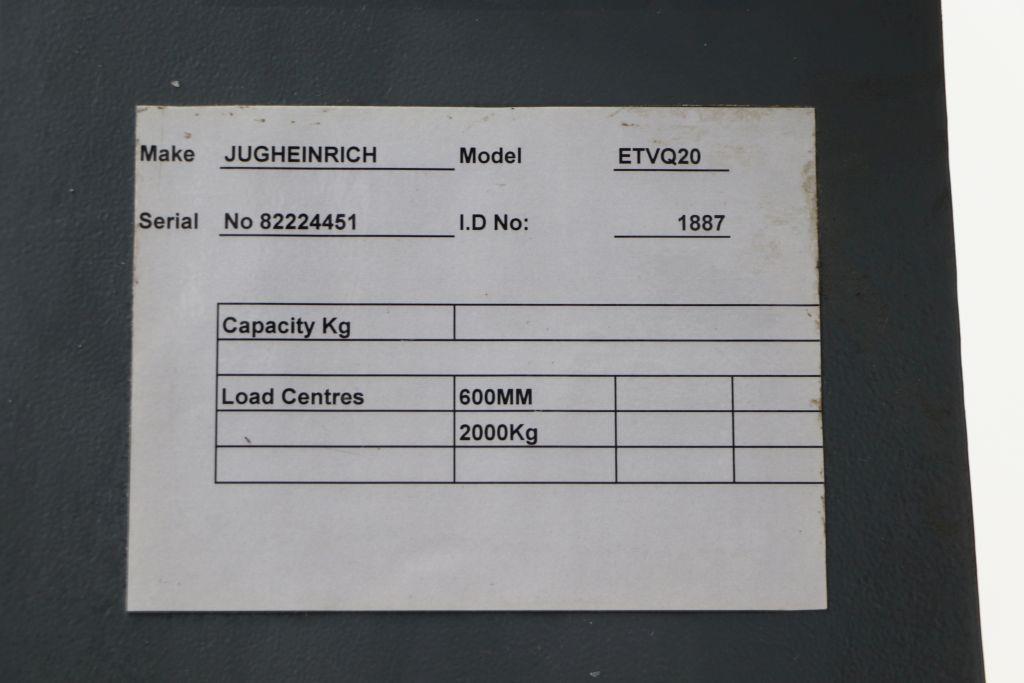 Make JUGHEINRICH Model ETVQ20
Serial No 82224451 I.D No: 1887
Capacity Kg
Load Centres 600MM
2000Kg